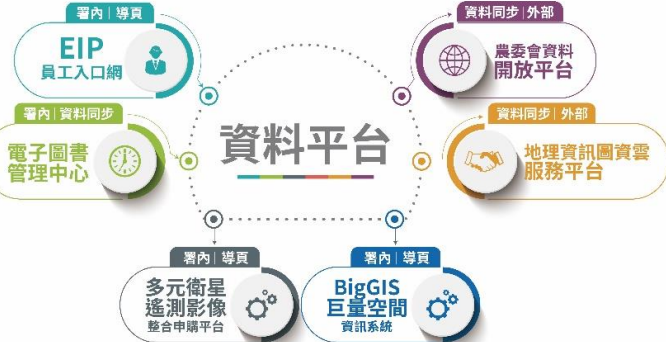 署內｜導頁
EIP
員工入口網
資料同步｜外部
農委會資料
開放平台
署內｜資料同步
電子圖書
管理中心
資料平台
資料同步｜外部
地理資訊圖資雲
服務平台
署內｜導頁
多元衛星
遙測影像
整合申購平台
署內｜導頁
BigGIS
巨量空間
資訊系統